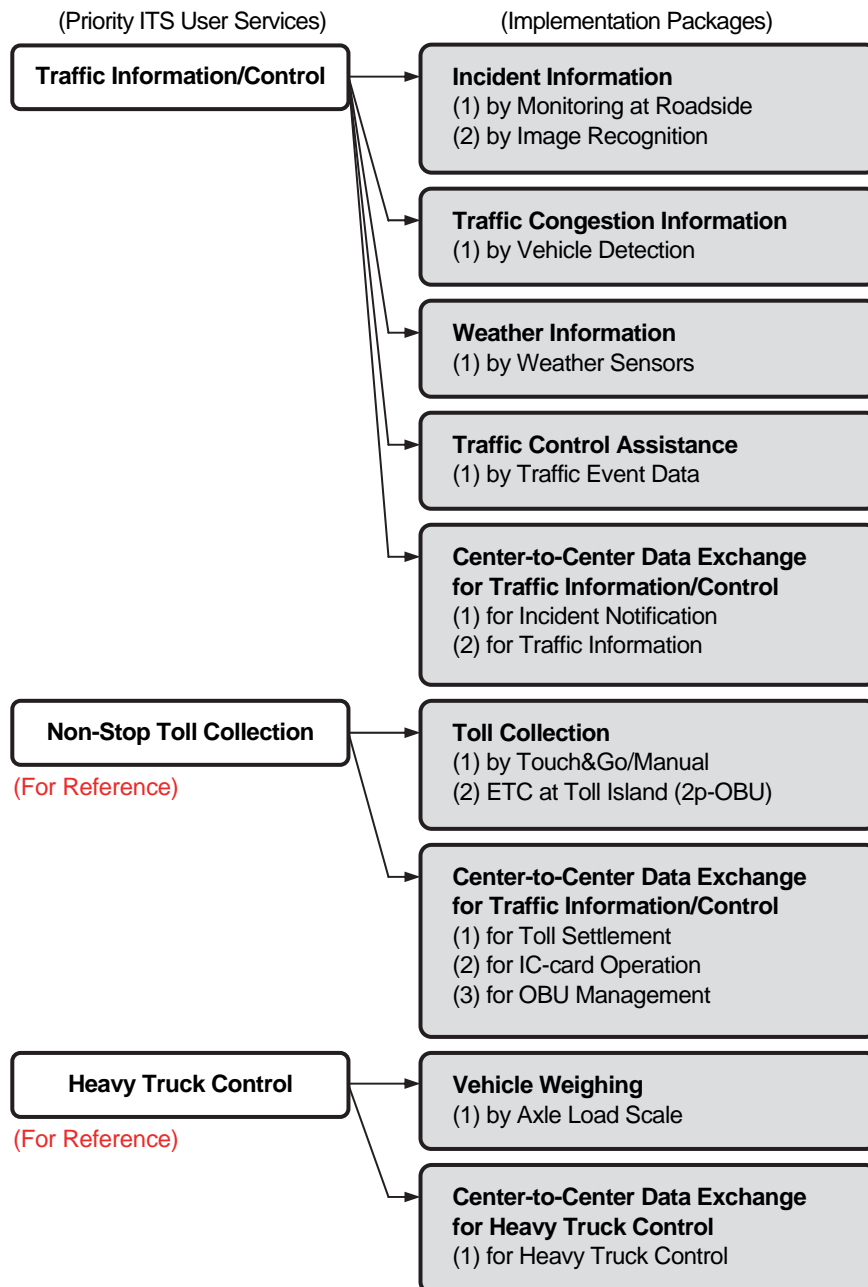 (Priority ITS User Services)
(Implementation Packages)
Traffic Information/Control
Incident Information
(1) by Monitoring at Roadside
(2) by Image Recognition
Traffic Congestion Information
(1) by Vehicle Detection
Weather Information
(1) by Weather Sensors
Traffic Control Assistance
(1) by Traffic Event Data
Center-to-Center Data Exchange
for Traffic Information/Control
(1) for Incident Notification
(2) for Traffic Information
Non-Stop Toll Collection
(For Reference)
Toll Collection
(1) by Touch&Go/Manual
(2) ETC at Toll Island (2p-OBU)
Center-to-Center Data Exchange
for Traffic Information/Control
(1) for Toll Settlement
(2) for IC-card Operation
(3) for OBU Management
Heavy Truck Control
(For Reference)
Vehicle Weighing
(1) by Axle Load Scale
Center-to-Center Data Exchange
for Heavy Truck Control
(1) for Heavy Truck Control